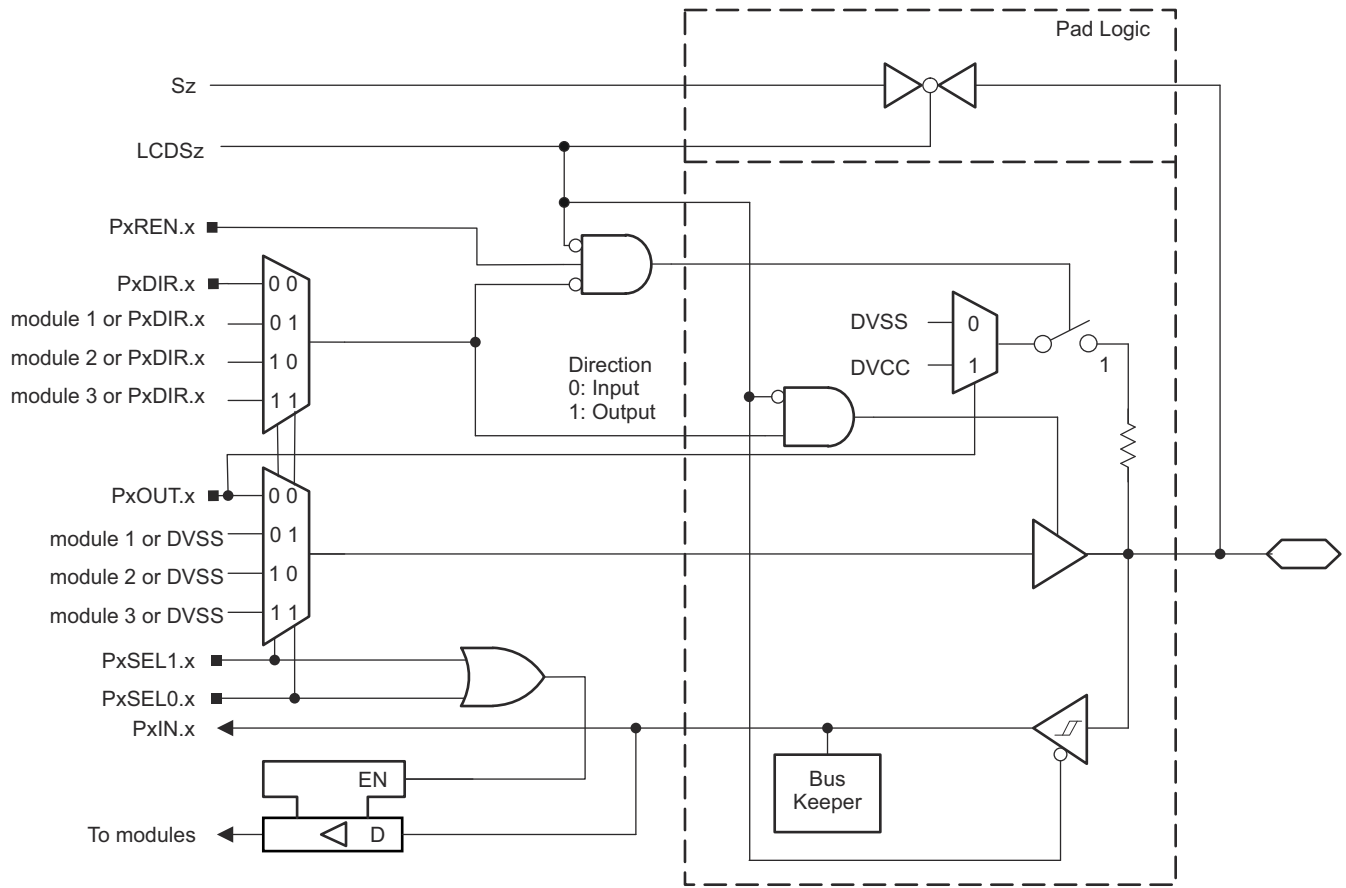 Pad Logic
Sz
LCDSz
PxREN.x
PxDIR.x
0 0
module 1 or PxDIR.x
0 1
module 2 or PxDIR.x
1 0
module 3 or PxDIR.x
1 1
Direction
0: Input
1: Output
DVSS
0
DVCC
1
1
PxOUT.x
0 0
module 1 or DVSS
0 1
module 2 or DVSS
1 0
module 3 or DVSS
1 1
PxSEL1.x
PxSEL0.x
PxIN.x
Bus
Keeper
EN
To modules
D